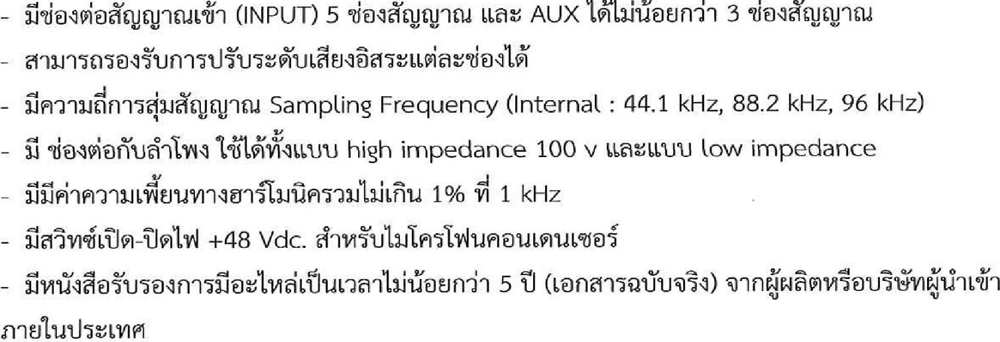 - มีช่องต่อสัญญาณเข้า (INPUT) 5 ช่องสัญญาณ และ AUX ได้ไม่น้อยกว่า 3 ช่องสัญญาณ
- สามารถรองรับการปรับระดับเสียงอิสระแต่ละช่องได้
- มีความถี่การสุ่มสัญญาณ Sampling Frequency (Internal : 44.1 kHz, 88.2 kHz, 96 kHz)
- มี ช่องต่อกับลำโพง ใช้ได้ทั้งแบบ high impedance 100 v และแบบ low impedance
- มีมีค่าความเพี้ยนทางฮาร์โมนิครวมไม่เกิน 1% ที่ 1 kHz
- มีสวิทซ์เปิด-ปิดไฟ +48 Vdc. สำหรับไมโครโฟนคอนเดนเซอร์
- มีหนังสือรับรองการมีอะไหล่เป็นเวลาไม่น้อยกว่า 5 ปี (เอกสารฉบับจริง) จากผู้ผลิตหรือบริษัทผู้นำเข้า
ภายในประเทศ